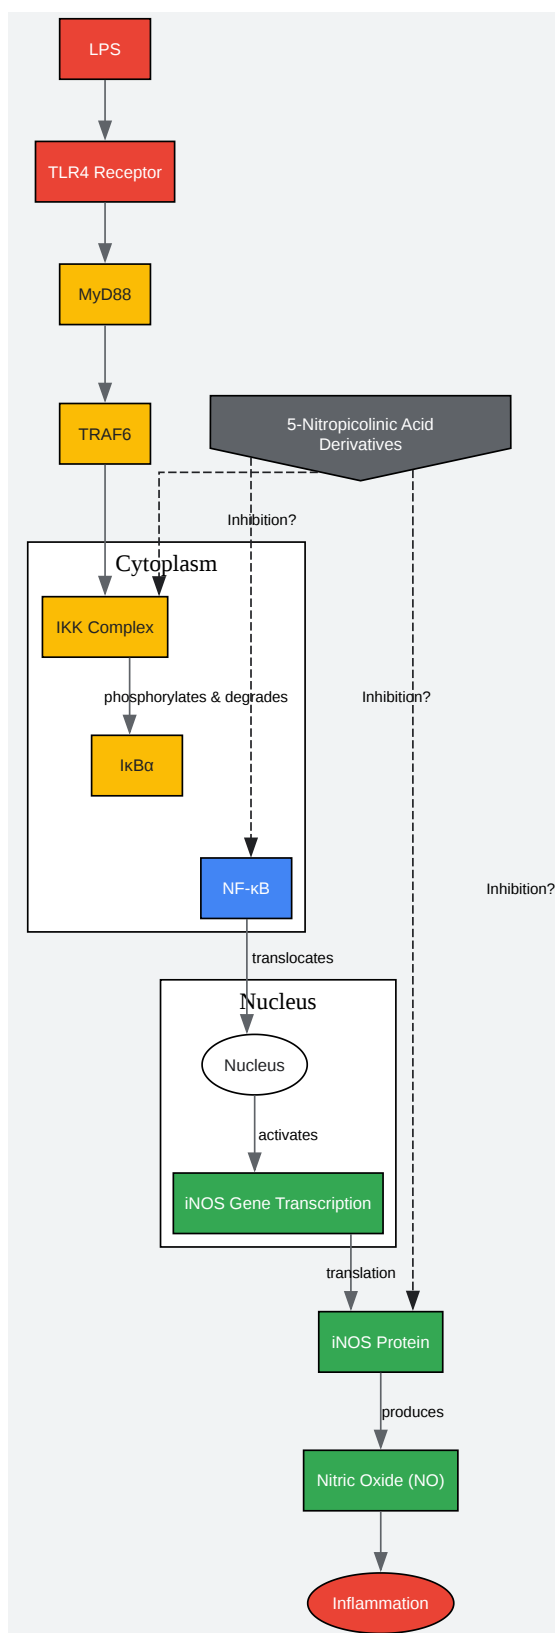 LPS
TLR4 Receptor
MyD88
TRAF6
5-Nitropicolinic Acid
Derivatives
Inhibition?
Cytoplasm
IKK Complex
phosphorylates & degrades
Inhibition?
IκBα
NF-κB
Inhibition?
translocates
Nucleus
Nucleus
activates
iNOS Gene Transcription
translation
iNOS Protein
produces
Nitric Oxide (NO)
Inflammation